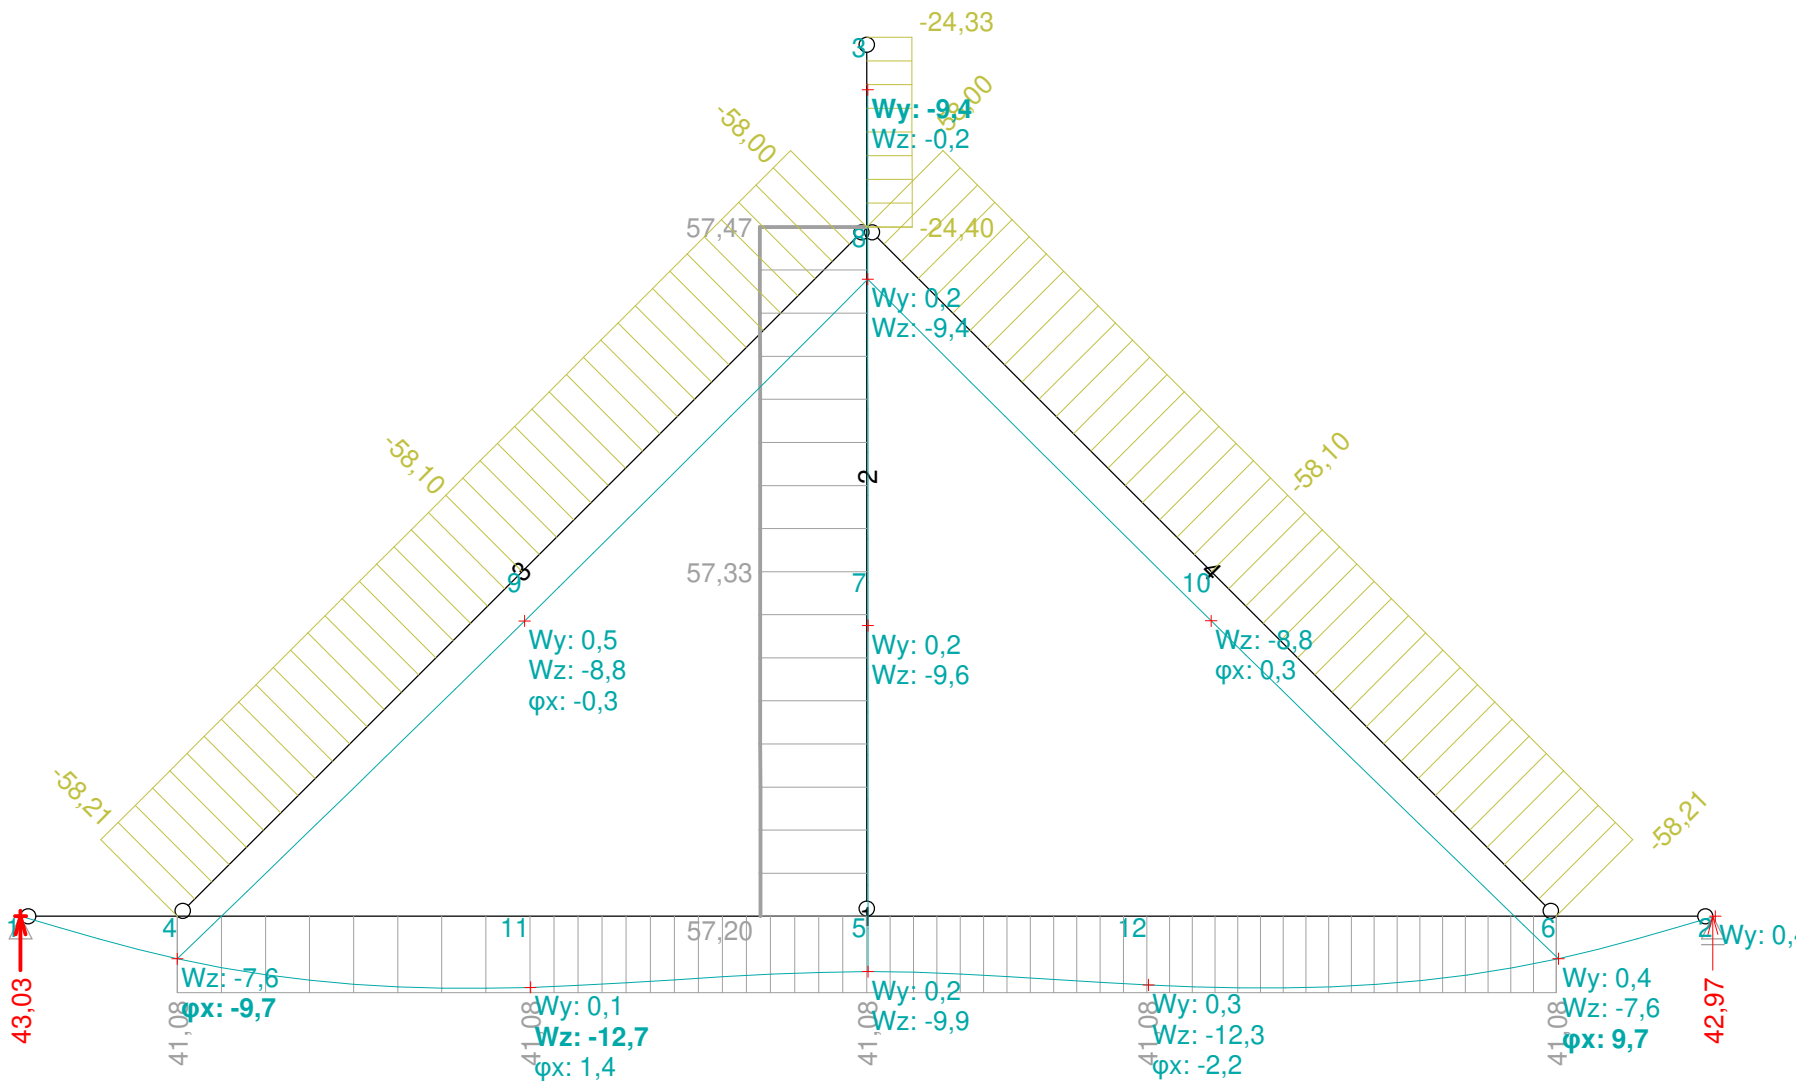 -24,33
3
Wy: -9,4
Wz: -0,2
-58,00
-58,00
57,47
8
-24,40
Wy: 0,2
Wz: -9,4
-58,10
2
-58,10
57,33
9
3
7
10
4
Wy: 0,5
Wz: -8,8
φx: -0,3
Wy: 0,2
Wz: -9,6
Wz: -8,8
φx: 0,3
-58,21
-58,21
1
4
11
57,20
5
12
6
2
Wy: 0,4
43,03
Wz: -7,6
φx: -9,7
41,08
Wy: 0,1
Wz: -12,7
φx: 1,4
41,08
Wy: 0,2
Wz: -9,9
41,08
Wy: 0,3
Wz: -12,3
φx: -2,2
41,08
Wy: 0,4
Wz: -7,6
φx: 9,7
41,08
42,97